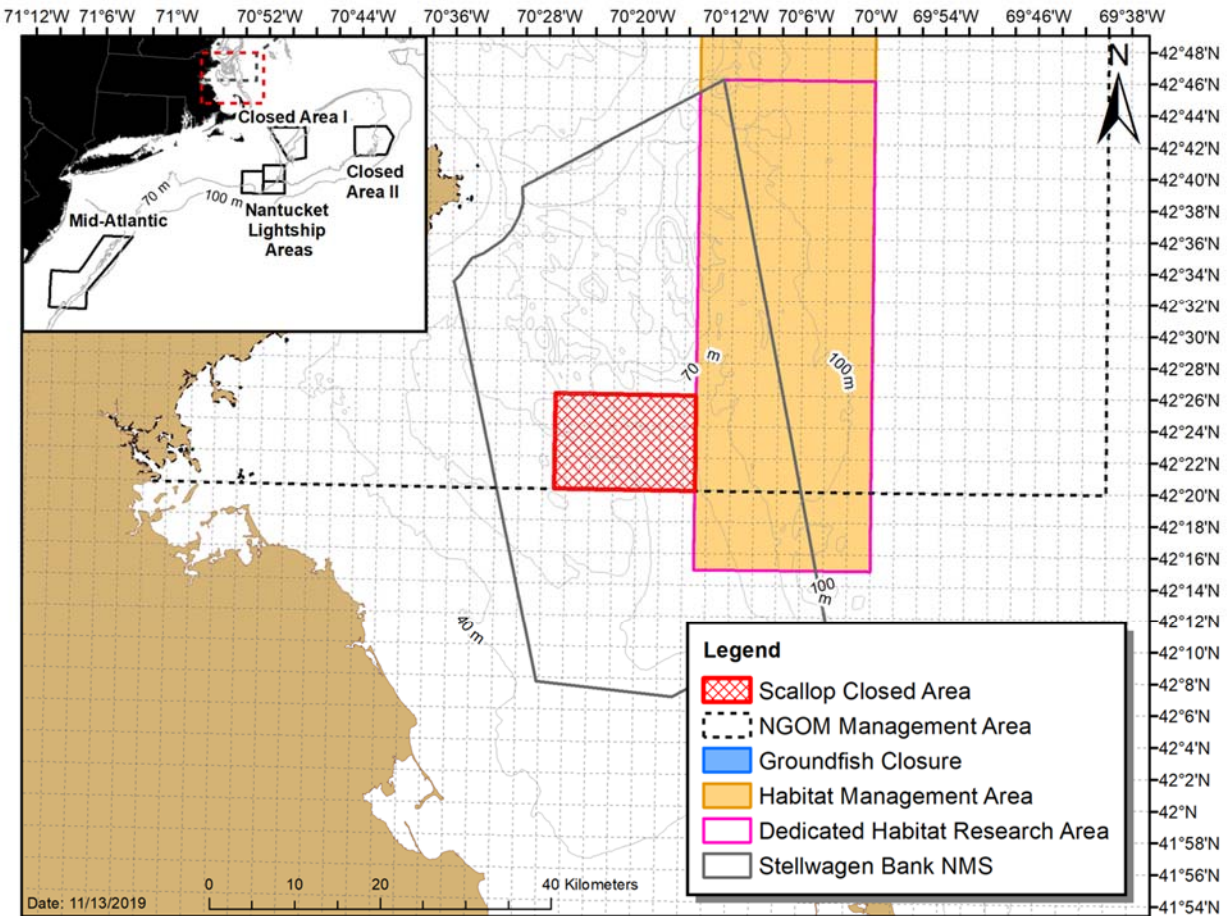 71°12'W 71°6'W 71°W 70°52'W 70°44'W 70°36'W 70°28'W 70°20'W 70°12'W 70°6'W 70°W 69°54'W 69°46'W 69°38'W
N
42°48'N
42°46'N
42°44'N
42°42'N
42°40'N
42°38'N
42°36'N
42°34'N
42°32'N
42°30'N
42°28'N
42°26'N
42°24'N
42°22'N
42°20'N
42°18'N
42°16'N
42°14'N
42°12'N
42°10'N
42°8'N
42°6'N
42°4'N
42°2'N
42°N
41°58'N
41°56'N
41°54'N
Closed Area I
Closed
Area II
70 m
100 m
Nantucket
Lightship
Areas
Mid-Atlantic
70 m
100 m
100
m
40 m
Legend
Scallop Closed Area
NGOM Management Area
Groundfish Closure
Habitat Management Area
Dedicated Habitat Research Area
Stellwagen Bank NMS
0 10 20 40 Kilometers
Date: 11/13/2019